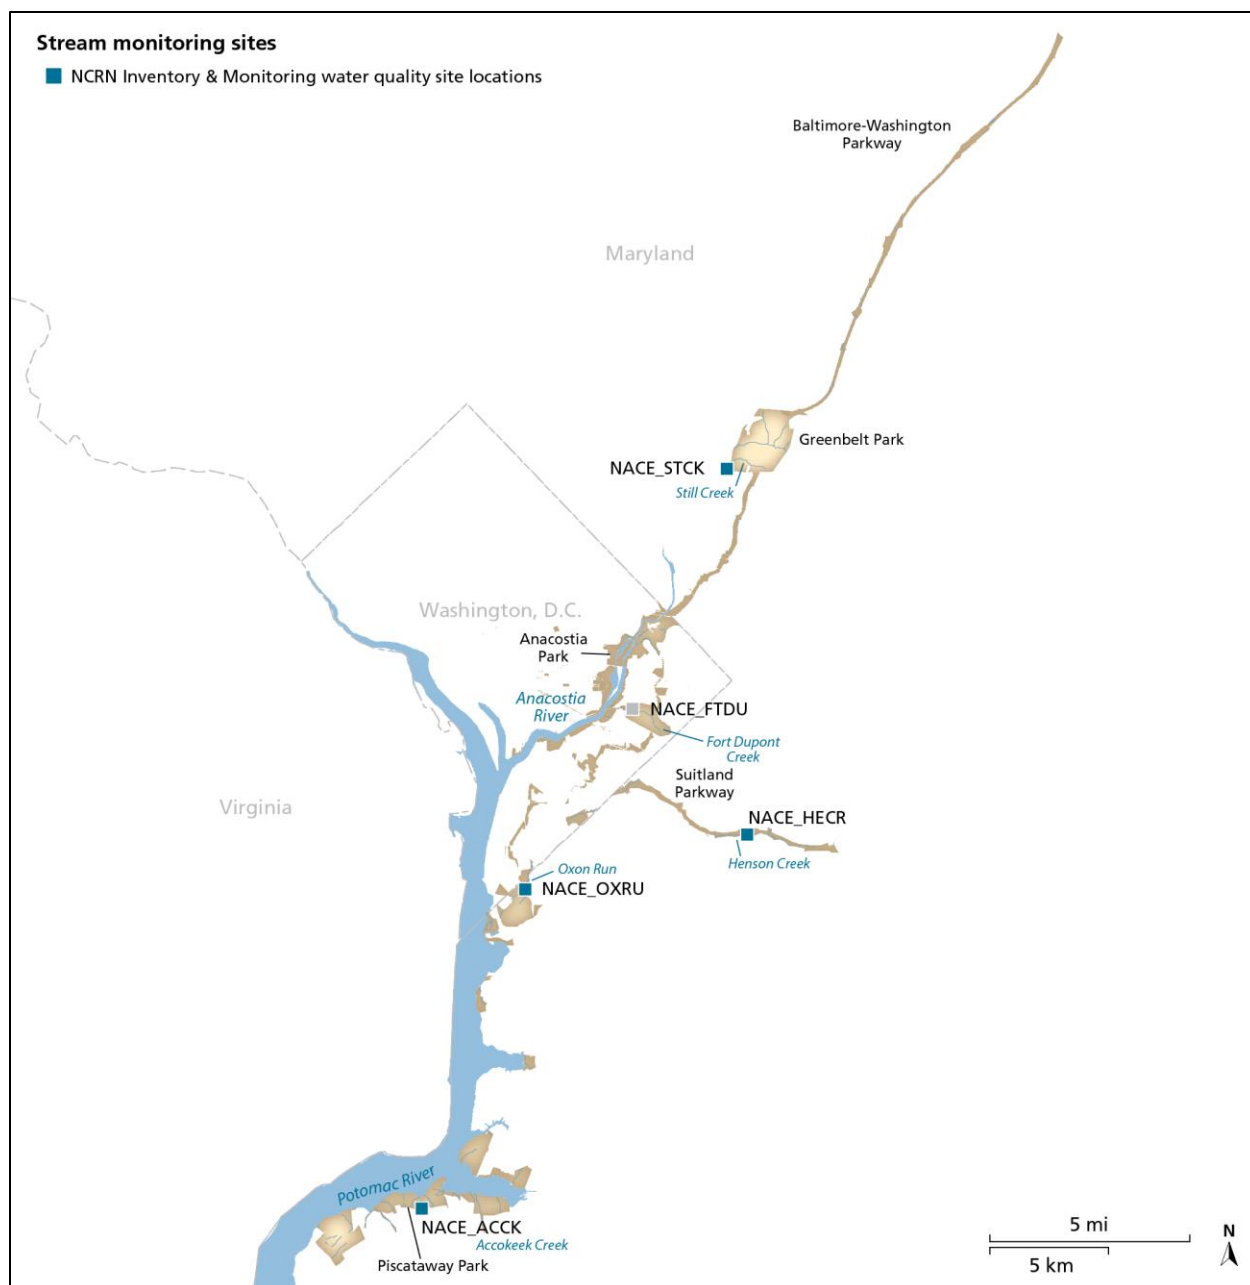 Stream monitoring sites
NCRN Inventory & Monitoring water quality site locations
Baltimore-Washington
Parkway
Maryland
Greenbelt Park
NACE_STCK
Still Creek
Washington, D.C.
Anacostia
Park
Anacostia
River
NACE_FTDU
Fort Dupont
Creek
Suitland
Parkway
Virginia
NACE_HECR
Henson Creek
Oxon Run
NACE_OXRU
Potomac River
NACE_ACCK
Accokeek Creek
Piscataway Park
5 mi
5 km
N